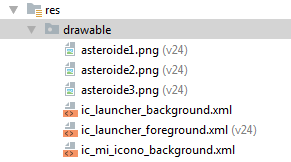 res
drawable
asteroide1.png (v24)
asteroide2.png (v24)
asteroide3.png (v24)
ic_launcher_background.xml
ic_launcher_foreground.xml (v24)
ic_mi_icono_background.xml